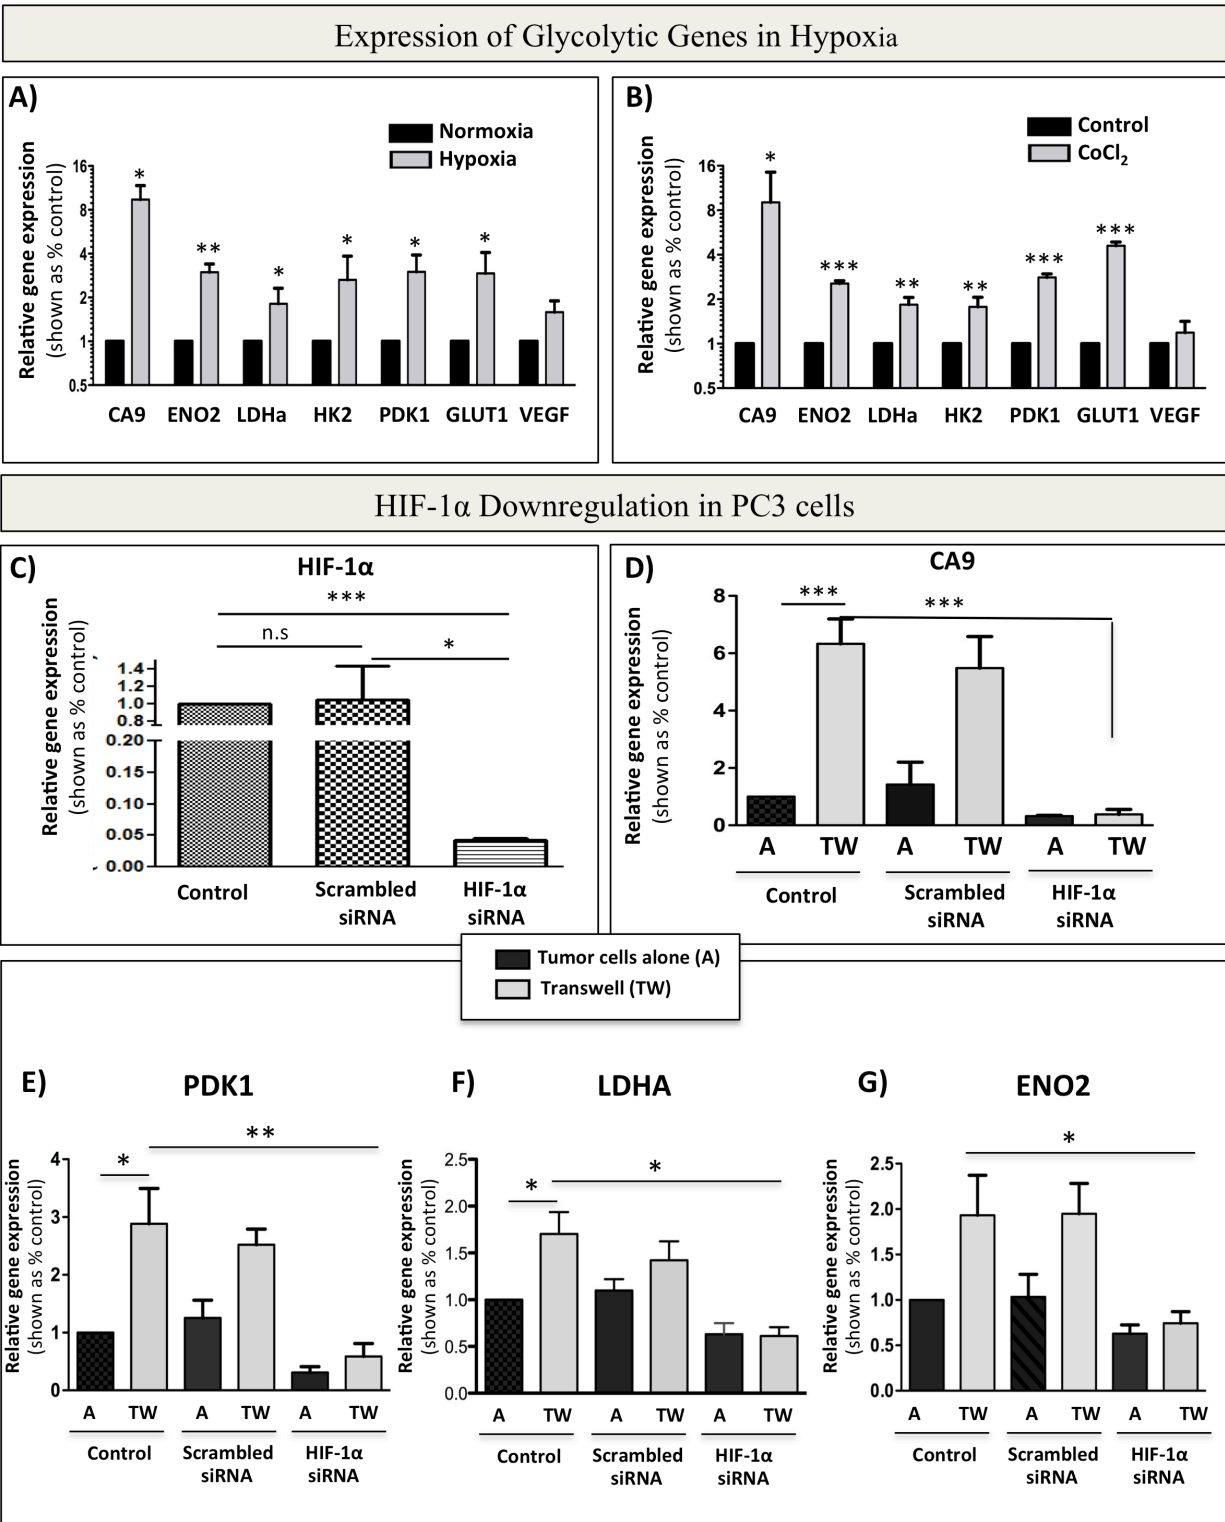 Expression of Glycolytic Genes in Hypoxia
A)
Normoxia
Hypoxia
Relative gene expression
(shown as % control)
16
8
4
2
1
0.5
*
**
*
*
*
*
CA9 ENO2 LDHa HK2 PDK1 GLUT1 VEGF
B)
Control
CoCl2
Relative gene expression
(shown as % control)
16
8
4
2
1
0.5
*
***
**
**
***
***
CA9 ENO2 LDHa HK2 PDK1 GLUT1 VEGF
HIF-1α Downregulation in PC3 cells
C)
HIF-1α
***
n.s
*
Relative gene expression
(shown as % control)
1.4
1.2
1.0
0.8
0.20
0.15
0.10
0.05
0.00
Control
Scrambled
siRNA
HIF-1α
siRNA
D)
CA9
***
***
Relative gene expression
(shown as % control)
8
6
4
2
0
A TW A TW A TW
Control
Scrambled
siRNA
HIF-1α
siRNA
Tumor cells alone (A)
Transwell (TW)
E)
PDK1
**
*
Relative gene expression
(shown as % control)
4
3
2
1
0
A TW A TW A TW
Control
Scrambled
siRNA
HIF-1α
siRNA
F)
LDHA
*
*
Relative gene expression
(shown as % control)
2.5
2.0
1.5
1.0
0.5
0.0
A TW A TW A TW
Control
Scrambled
siRNA
HIF-1α
siRNA
G)
ENO2
*
Relative gene expression
(shown as % control)
2.5
2.0
1.5
1.0
0.5
0.0
A TW A TW A TW
Control
Scrambled
siRNA
HIF-1α
siRNA